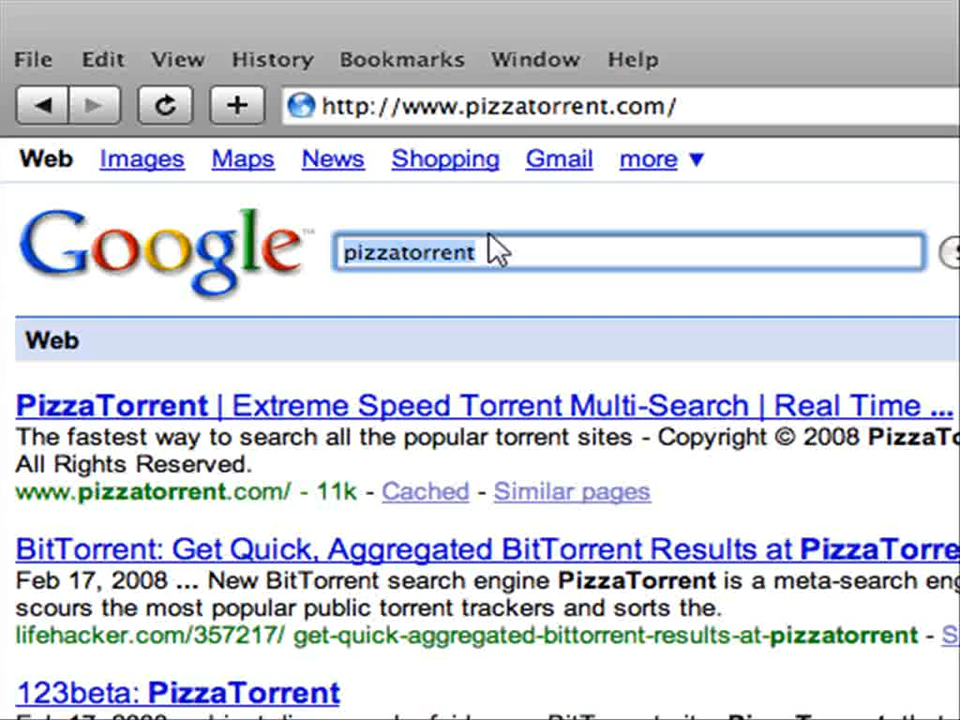 File Edit View History Bookmarks Window Help
http://www.pizzatorrent.com/
Web Images Maps News Shopping Gmail more ▼
Google™ pizzatorrent
Web
PizzaTorrent | Extreme Speed Torrent Multi-Search | Real Time ...
The fastest way to search all the popular torrent sites - Copyright © 2008 PizzaTo
All Rights Reserved.
www.pizzatorrent.com/ - 11k - Cached - Similar pages
BitTorrent: Get Quick, Aggregated BitTorrent Results at PizzaTorre
Feb 17, 2008 ... New BitTorrent search engine PizzaTorrent is a meta-search eng
scours the most popular public torrent trackers and sorts the.
lifehacker.com/357217/ get-quick-aggregated-bittorrent-results-at-pizzatorrent - S
123beta: PizzaTorrent